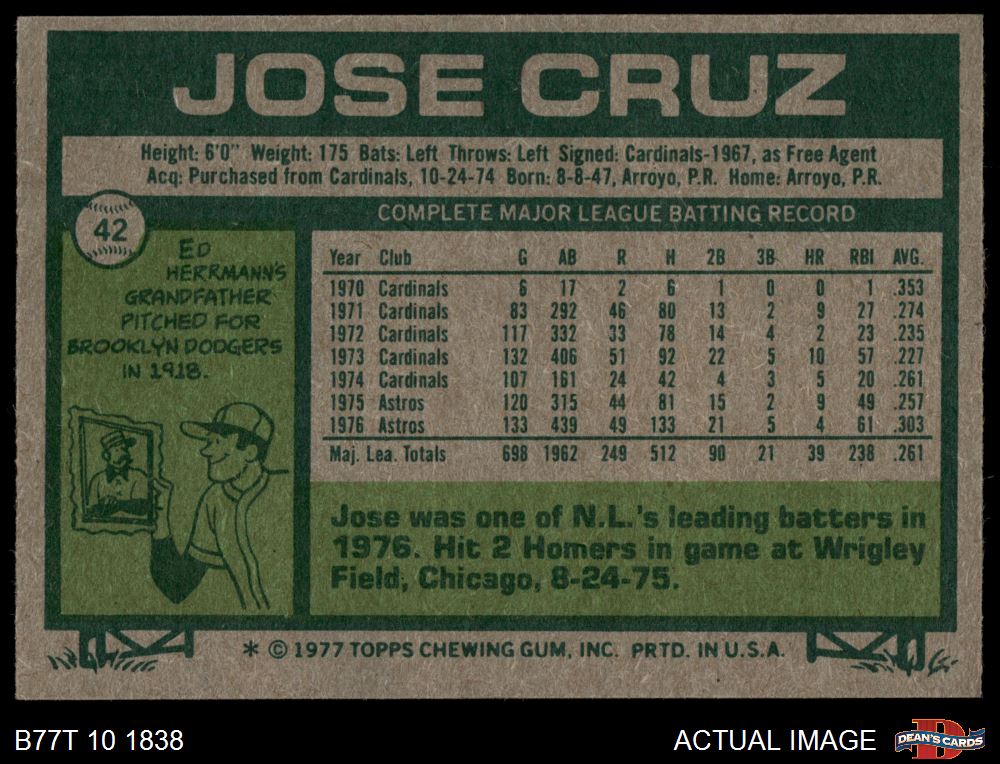 JOSE CRUZ
Height: 6'0" Weight: 175 Bats: Left Throws: Left Signed: Cardinals-1967, as Free Agent
Acq: Purchased from Cardinals, 10-24-74 Born: 8-8-47, Arroyo, P.R. Home: Arroyo, P.R.
42
ED
HERRMANN'S
GRANDFATHER
PITCHED FOR
BROOKLYN DODGERS
IN 1918.
COMPLETE MAJOR LEAGUE BATTING RECORD
Year Club G AB R H 2B 3B HR RBI AVG.
1970 Cardinals 6 17 2 6 1 0 0 1 .353
1971 Cardinals 83 292 46 80 13 2 9 27 .274
1972 Cardinals 117 332 33 78 14 4 2 23 .235
1973 Cardinals 132 406 51 92 22 5 10 57 .227
1974 Cardinals 107 161 24 42 4 3 5 20 .261
1975 Astros 120 315 44 81 15 2 9 49 .257
1976 Astros 133 439 49 133 21 5 4 61 .303
Maj. Lea. Totals 698 1962 249 512 90 21 39 238 .261
Jose was one of N.L.'s leading batters in
1976. Hit 2 Homers in game at Wrigley
Field, Chicago, 8-24-75.
* © 1977 TOPPS CHEWING GUM, INC. PRTD. IN U.S.A.
B77T 10 1838
ACTUAL IMAGE
DEAN'S CARDS